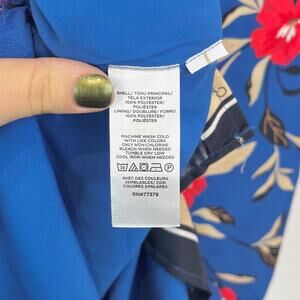 SHELL/ TISSU PRINCIPAL/
TELA EXTERIOR
100% POLYESTER/
POLIÉSTER
LINING/ DOUBLURE/ FORRO
100% POLYESTER/
POLIÉSTER
MACHINE WASH COLD
WITH LIKE COLORS
ONLY NON-CHLORINE
BLEACH WHEN NEEDED
TUMBLE DRY LOW
COOL IRON WHEN NEEDED
30
P
AVEC DES COULEURS
SEMBLABLES/ CON
COLORES SIMILARES
RN#77379